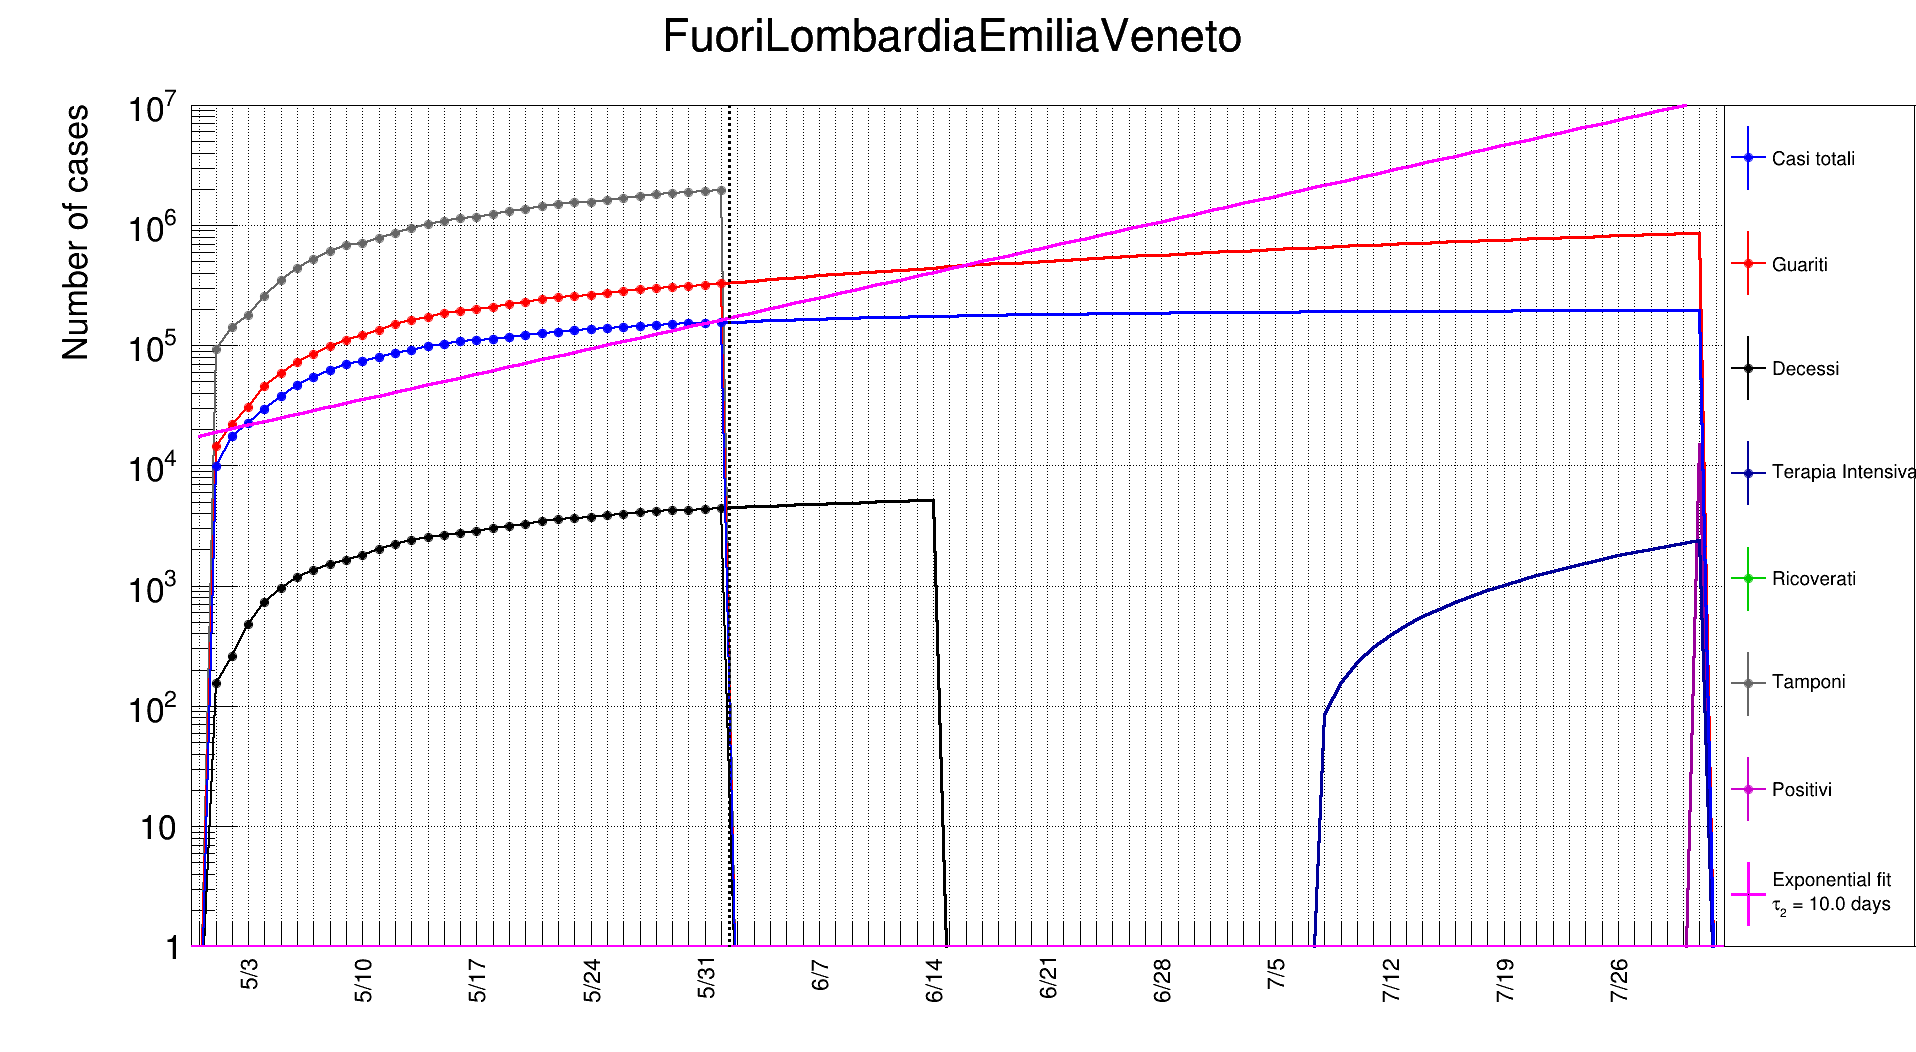 FuoriLombardiaEmiliaVeneto
Number of cases
10^7
10^6
10^5
10^4
10^3
10^2
10
1
5/3
5/10
5/17
5/24
5/31
6/7
6/14
6/21
6/28
7/5
7/12
7/19
7/26
Casi totali
Guariti
Decessi
Terapia Intensiva
Ricoverati
Tamponi
Positivi
Exponential fit
τ_2 = 10.0 days